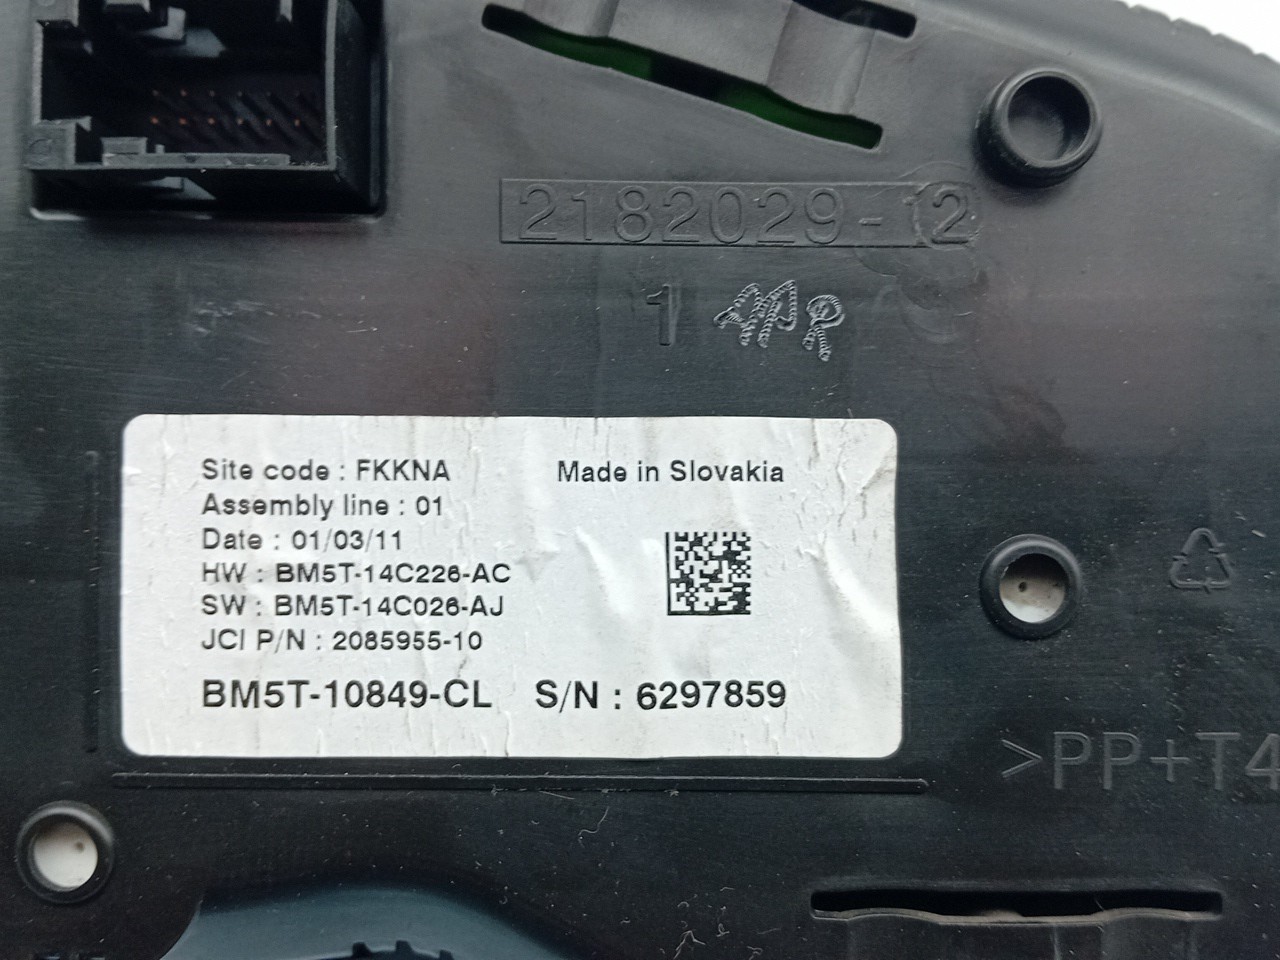 2182029-12
1
Site code : FKKNA
Made in Slovakia
Assembly line : 01
Date : 01/03/11
HW : BM5T-14C226-AC
SW : BM5T-14C026-AJ
JCI P/N : 2085955-10
BM5T-10849-CL S/N : 6297859
>PP+T4